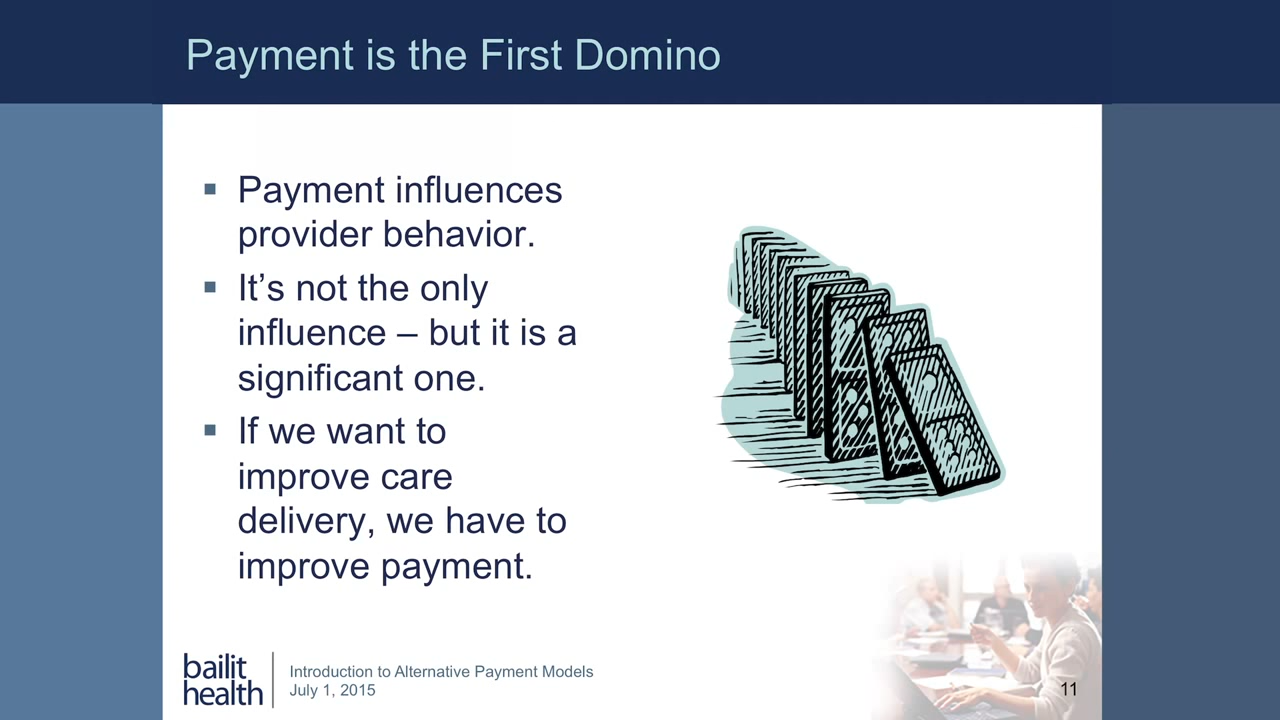 Payment is the First Domino
▪ Payment influences
provider behavior.
▪ It’s not the only
influence – but it is a
significant one.
▪ If we want to
improve care
delivery, we have to
improve payment.
bailit
health
Introduction to Alternative Payment Models
July 1, 2015
11